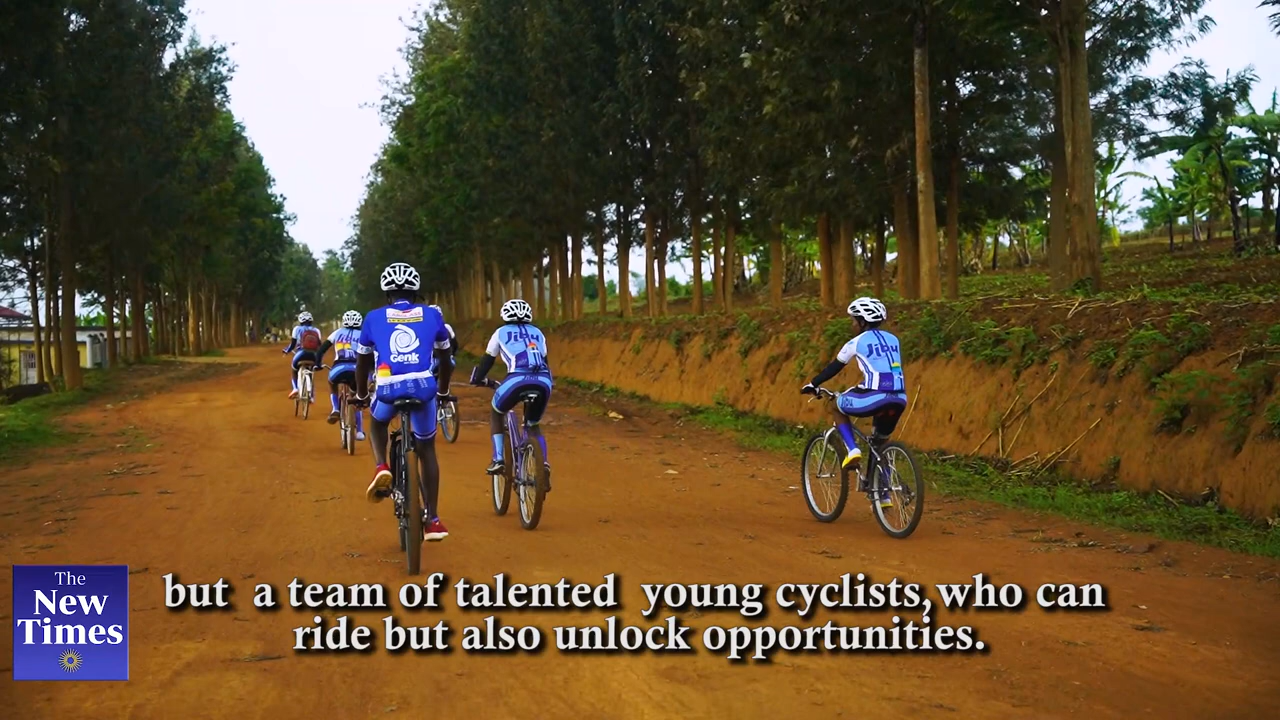 Genk
Jibu
Jibu
The
New
Times
but a team of talented young cyclists, who can
ride but also unlock opportunities.